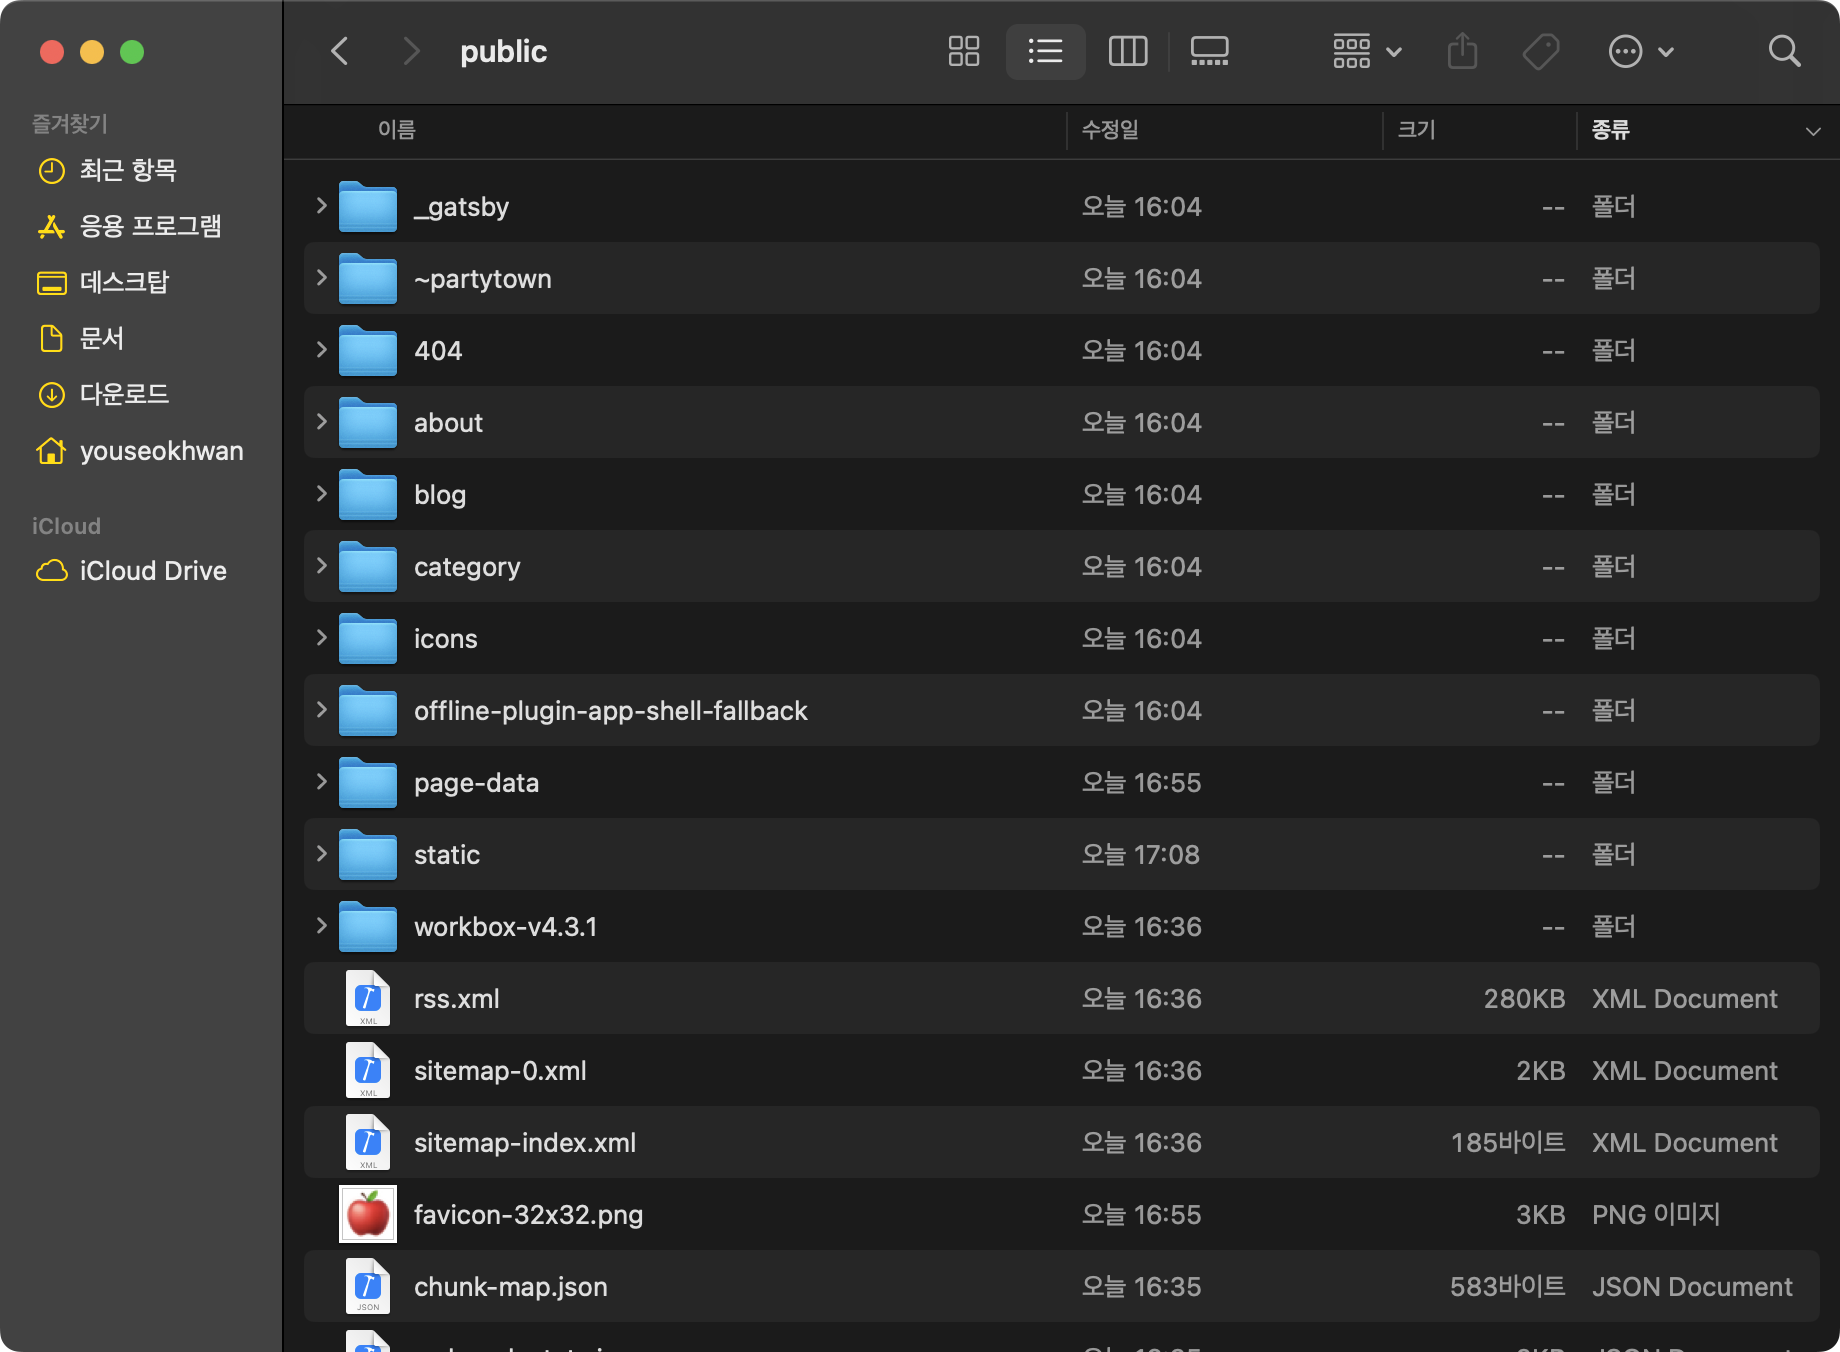 public
즐겨찾기
최근 항목
응용 프로그램
데스크탑
문서
다운로드
youseokhwan
iCloud
iCloud Drive
이름 수정일 크기 종류
_gatsby 오늘 16:04 -- 폴더
~partytown 오늘 16:04 -- 폴더
404 오늘 16:04 -- 폴더
about 오늘 16:04 -- 폴더
blog 오늘 16:04 -- 폴더
category 오늘 16:04 -- 폴더
icons 오늘 16:04 -- 폴더
offline-plugin-app-shell-fallback 오늘 16:04 -- 폴더
page-data 오늘 16:55 -- 폴더
static 오늘 17:08 -- 폴더
workbox-v4.3.1 오늘 16:36 -- 폴더
XML rss.xml 오늘 16:36 280KB XML Document
XML sitemap-0.xml 오늘 16:36 2KB XML Document
XML sitemap-index.xml 오늘 16:36 185바이트 XML Document
favicon-32x32.png 오늘 16:55 3KB PNG 이미지
JSON chunk-map.json 오늘 16:35 583바이트 JSON Document